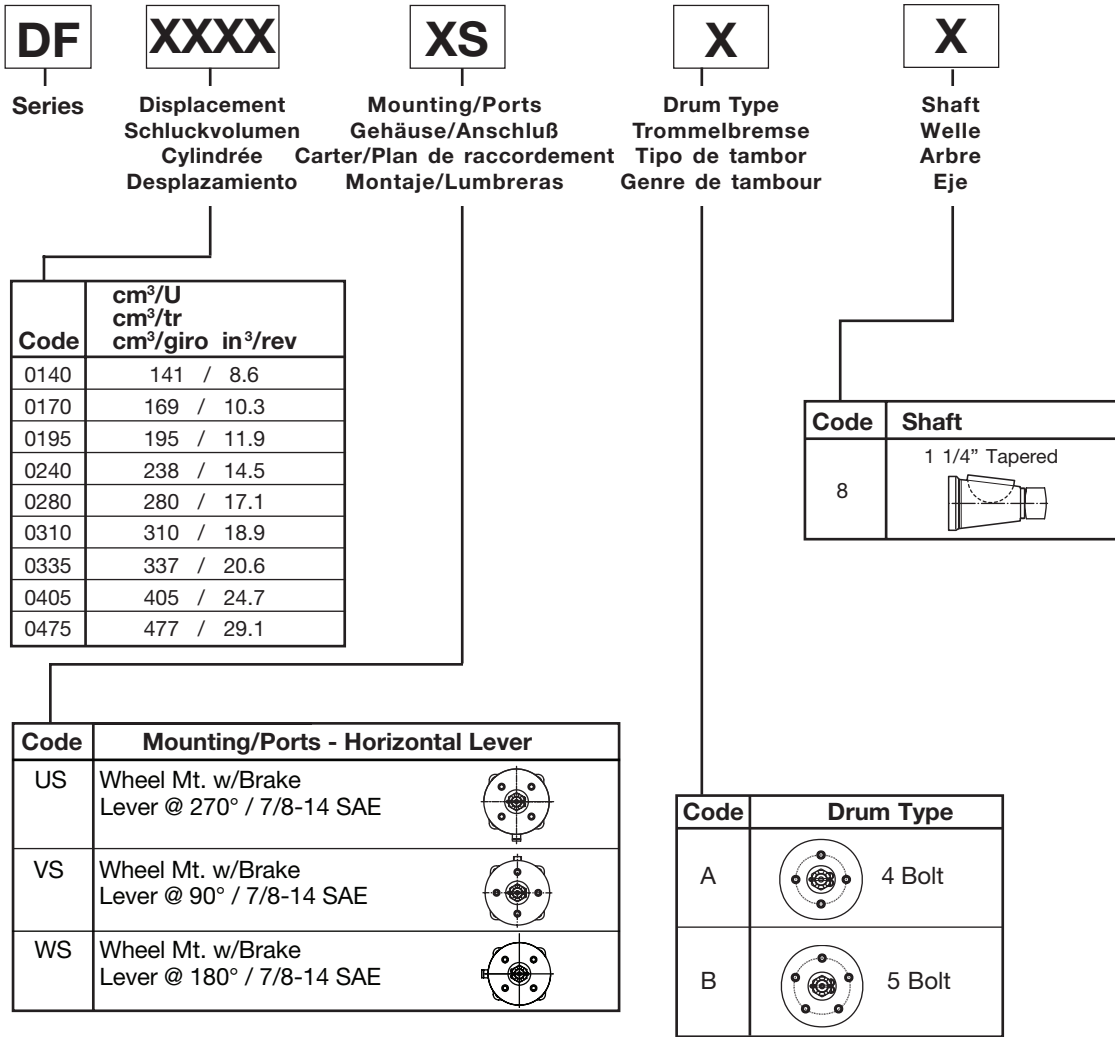 DF XXXX XS X X
Series
Displacement
Schluckvolumen
Cylindrée
Desplazamiento
Mounting/Ports
Gehäuse/Anschluß
Carter/Plan de raccordement
Montaje/Lumbreras
Drum Type
Trommelbremse
Tipo de tambor
Genre de tambour
Shaft
Welle
Arbre
Eje
cm³/U
cm³/tr
Code cm³/giro in³/rev
0140 141 / 8.6
0170 169 / 10.3
0195 195 / 11.9
0240 238 / 14.5
0280 280 / 17.1
0310 310 / 18.9
0335 337 / 20.6
0405 405 / 24.7
0475 477 / 29.1
Code Shaft
1 1/4” Tapered
8
Code Mounting/Ports - Horizontal Lever
US Wheel Mt. w/Brake
Lever @ 270° / 7/8-14 SAE
VS Wheel Mt. w/Brake
Lever @ 90° / 7/8-14 SAE
WS Wheel Mt. w/Brake
Lever @ 180° / 7/8-14 SAE
Code Drum Type
A 4 Bolt
B 5 Bolt